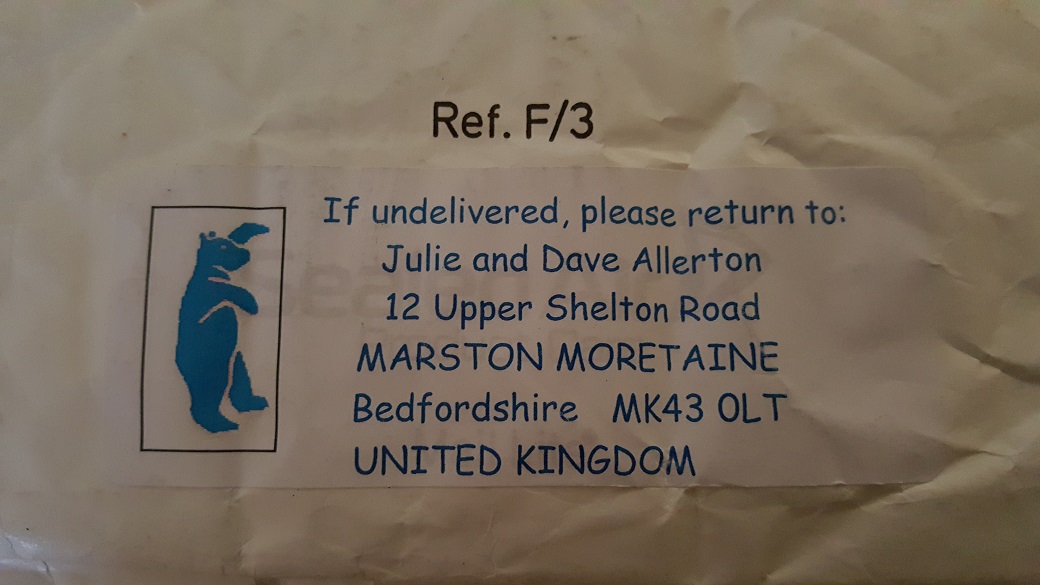 Ref. F/3
If undelivered, please return to:
Julie and Dave Allerton
12 Upper Shelton Road
MARSTON MORETAINE
Bedfordshire MK43 0LT
UNITED KINGDOM